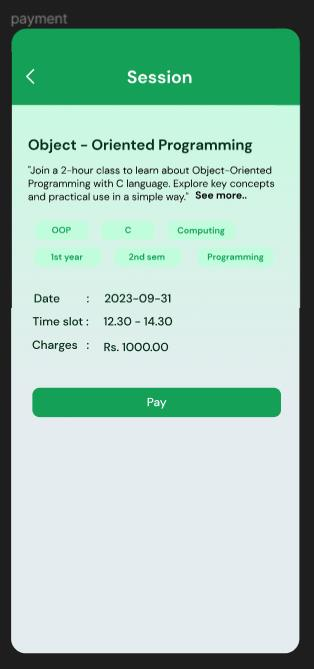 payment
Session
Object - Oriented Programming
"Join a 2-hour class to learn about Object-Oriented
Programming with C language. Explore key concepts
and practical use in a simple way." See more..
OOP C Computing
1st year 2nd sem Programming
Date : 2023-09-31
Time slot : 12.30 - 14.30
Charges : Rs. 1000.00
Pay